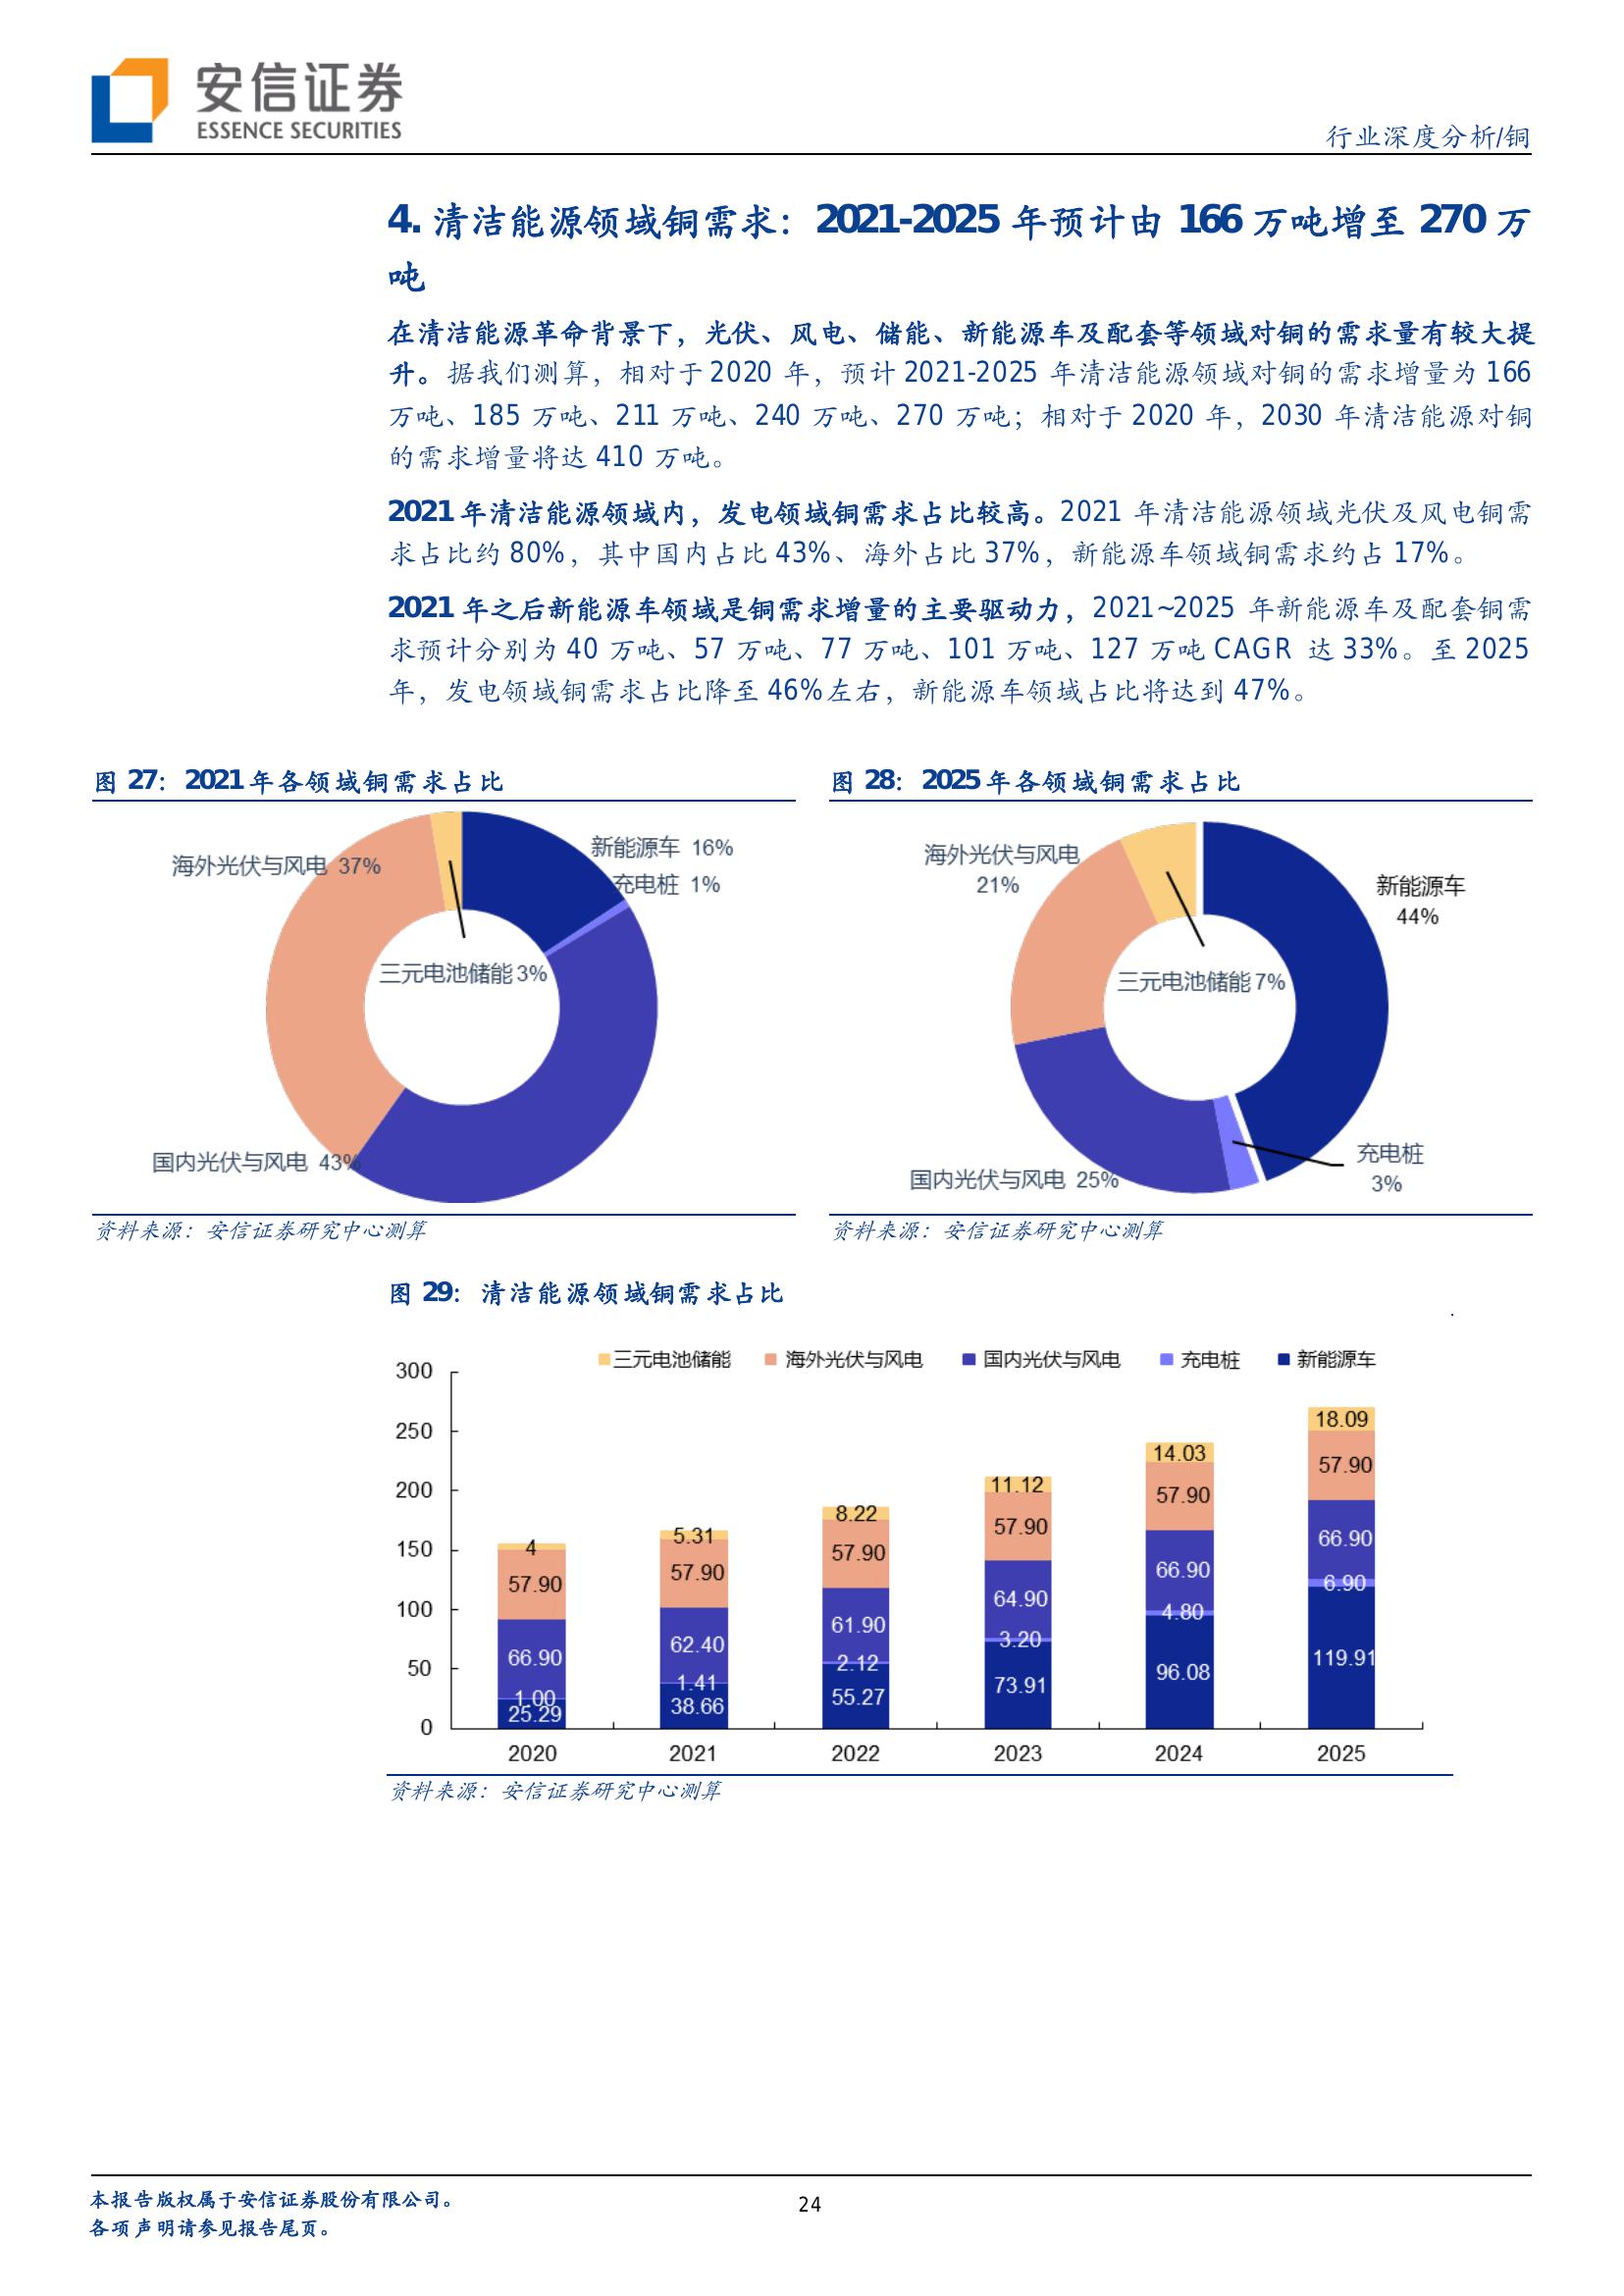 安信证券
ESSENCE SECURITIES
行业深度分析/铜
4. 清洁能源领域铜需求：2021-2025 年预计由 166 万吨增至 270 万
吨
在清洁能源革命背景下，光伏、风电、储能、新能源车及配套等领域对铜的需求量有较大提
升。据我们测算，相对于 2020 年，预计 2021-2025 年清洁能源领域对铜的需求增量为 166
万吨、185 万吨、211 万吨、240 万吨、270 万吨；相对于 2020 年，2030 年清洁能源对铜
的需求增量将达 410 万吨。
2021 年清洁能源领域内，发电领域铜需求占比较高。2021 年清洁能源领域光伏及风电铜需
求占比约 80%，其中国内占比 43%、海外占比 37%，新能源车领域铜需求约占 17%。
2021 年之后新能源车领域是铜需求增量的主要驱动力，2021~2025 年新能源车及配套铜需
求预计分别为 40 万吨、57 万吨、77 万吨、101 万吨、127 万吨 CAGR 达 33%。至 2025
年，发电领域铜需求占比降至 46%左右，新能源车领域占比将达到 47%。
图 27：2021 年各领域铜需求占比
新能源车 16%
海外光伏与风电 37%
充电桩 1%
三元电池储能 3%
国内光伏与风电 43%
资料来源：安信证券研究中心测算
图 28：2025 年各领域铜需求占比
海外光伏与风电
21%
新能源车
44%
三元电池储能 7%
充电桩
3%
国内光伏与风电 25%
资料来源：安信证券研究中心测算
图 29：清洁能源领域铜需求占比
三元电池储能 海外光伏与风电 国内光伏与风电 充电桩 新能源车
300
250
200
150
100
50
0
4
57.90
66.90
1.00
25.29
5.31
57.90
62.40
1.41
38.66
8.22
57.90
61.90
2.12
55.27
11.12
57.90
64.90
3.20
73.91
14.03
57.90
66.90
4.80
96.08
18.09
57.90
66.90
6.90
119.91
2020 2021 2022 2023 2024 2025
资料来源：安信证券研究中心测算
本报告版权属于安信证券股份有限公司。
各项声明请参见报告尾页。
24